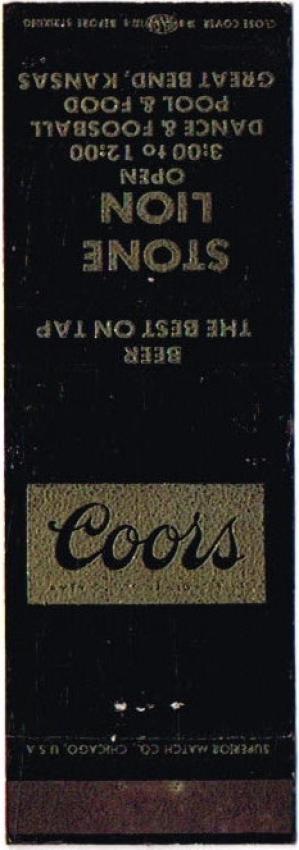 SUPERIOR MATCH CO., CHICAGO, U.S.A
Coors
BEER
THE BEST ON TAP
STONE
LION
OPEN
3:00 to 12:00
DANCE & FOOSBALL
POOL & FOOD
GREAT BEND, KANSAS
CLOSE COVER BEFORE STRIKING